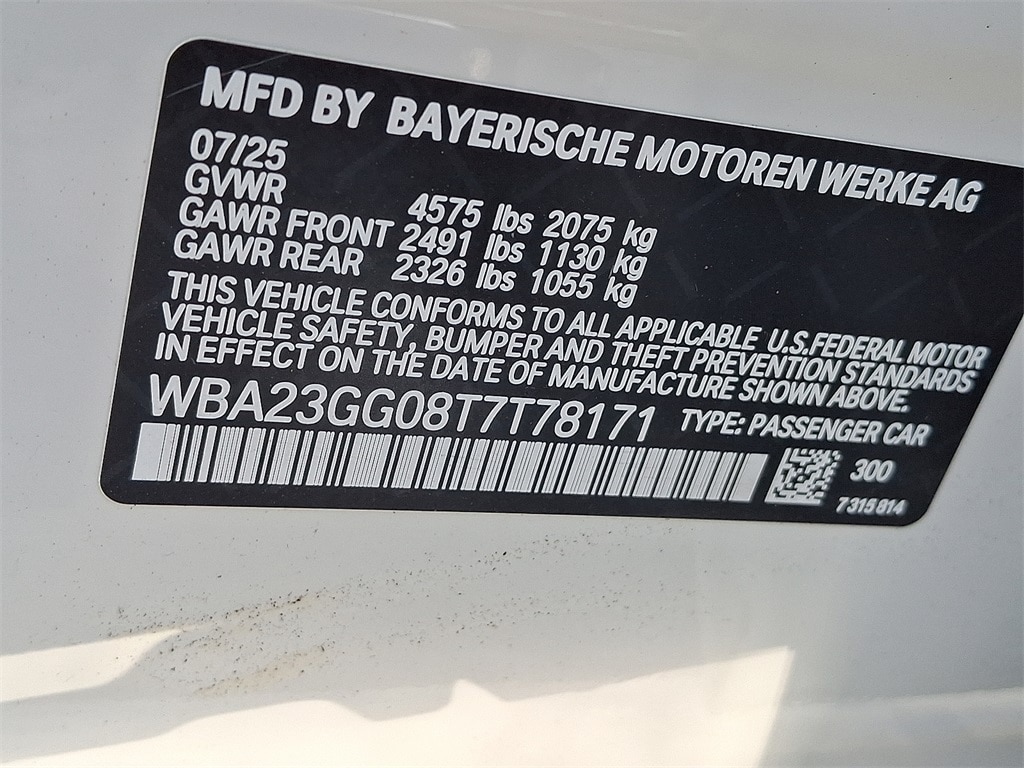 MFD BY BAYERISCHE MOTOREN WERKE AG
07/25
GVWR 4575 lbs 2075 kg
GAWR FRONT 2491 lbs 1130 kg
GAWR REAR 2326 lbs 1055 kg
THIS VEHICLE CONFORMS TO ALL APPLICABLE U.S.FEDERAL MOTOR
VEHICLE SAFETY, BUMPER AND THEFT PREVENTION STANDARDS
IN EFFECT ON THE DATE OF MANUFACTURE SHOWN ABOVE.
WBA23GG08T7T78171 TYPE: PASSENGER CAR
300
7315814